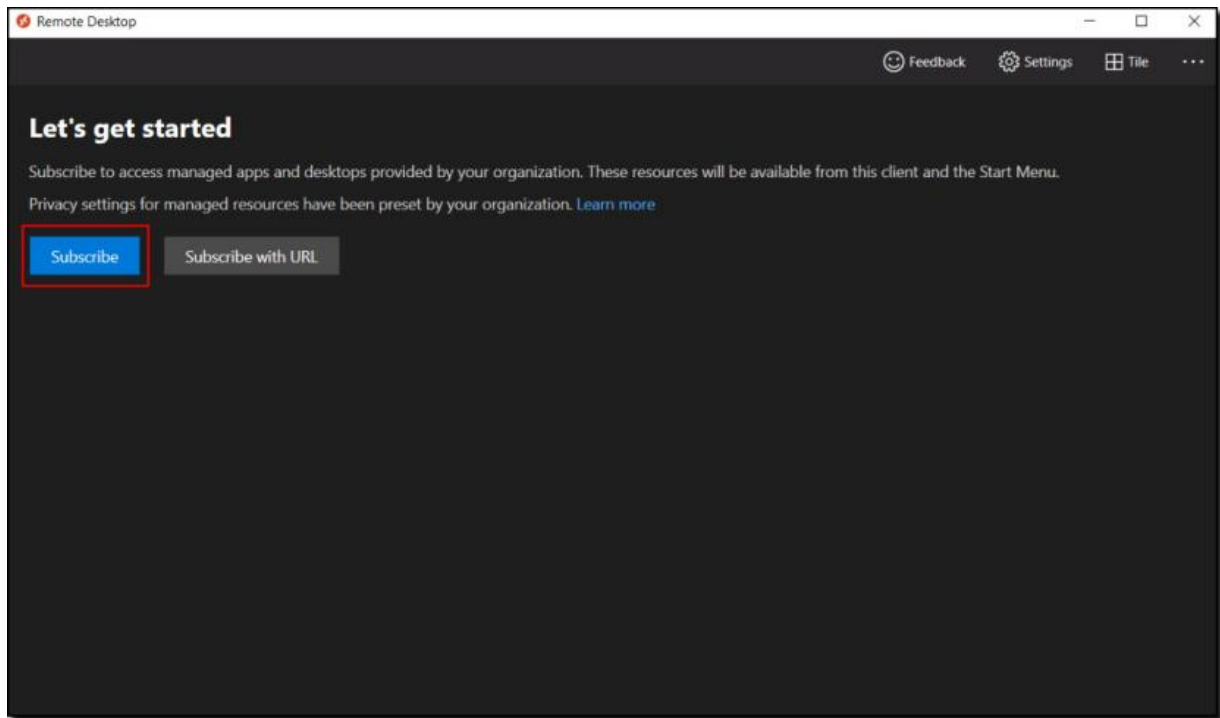 Remote Desktop
Feedback Settings Tile
Let's get started
Subscribe to access managed apps and desktops provided by your organization. These resources will be available from this client and the Start Menu.
Privacy settings for managed resources have been preset by your organization. Learn more
Subscribe Subscribe with URL